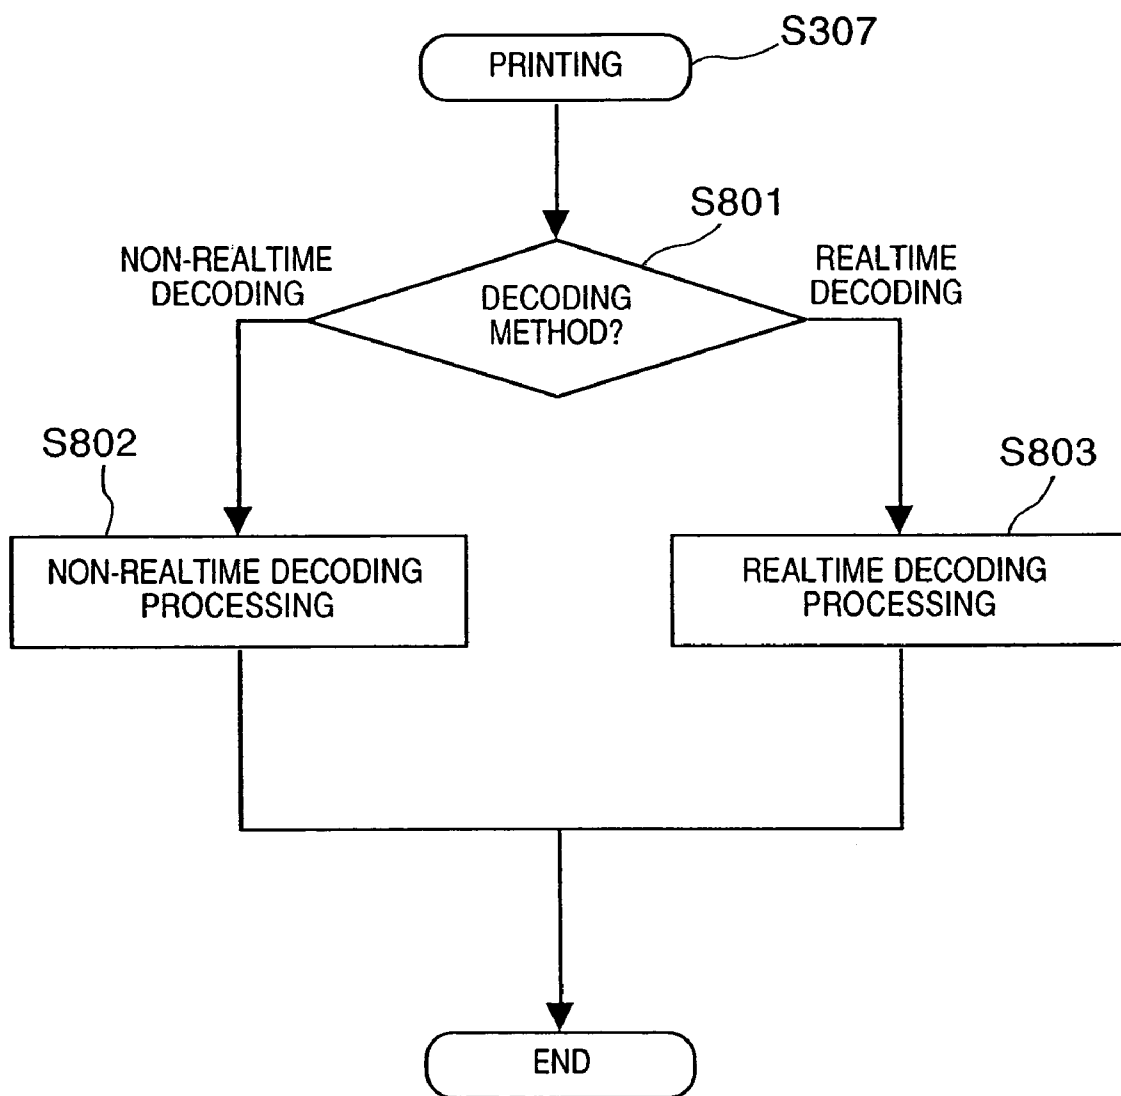 S307
PRINTING
S801
NON-REALTIME
DECODING
REALTIME
DECODING
DECODING
METHOD?
S802
S803
NON-REALTIME DECODING
PROCESSING
REALTIME DECODING
PROCESSING
END